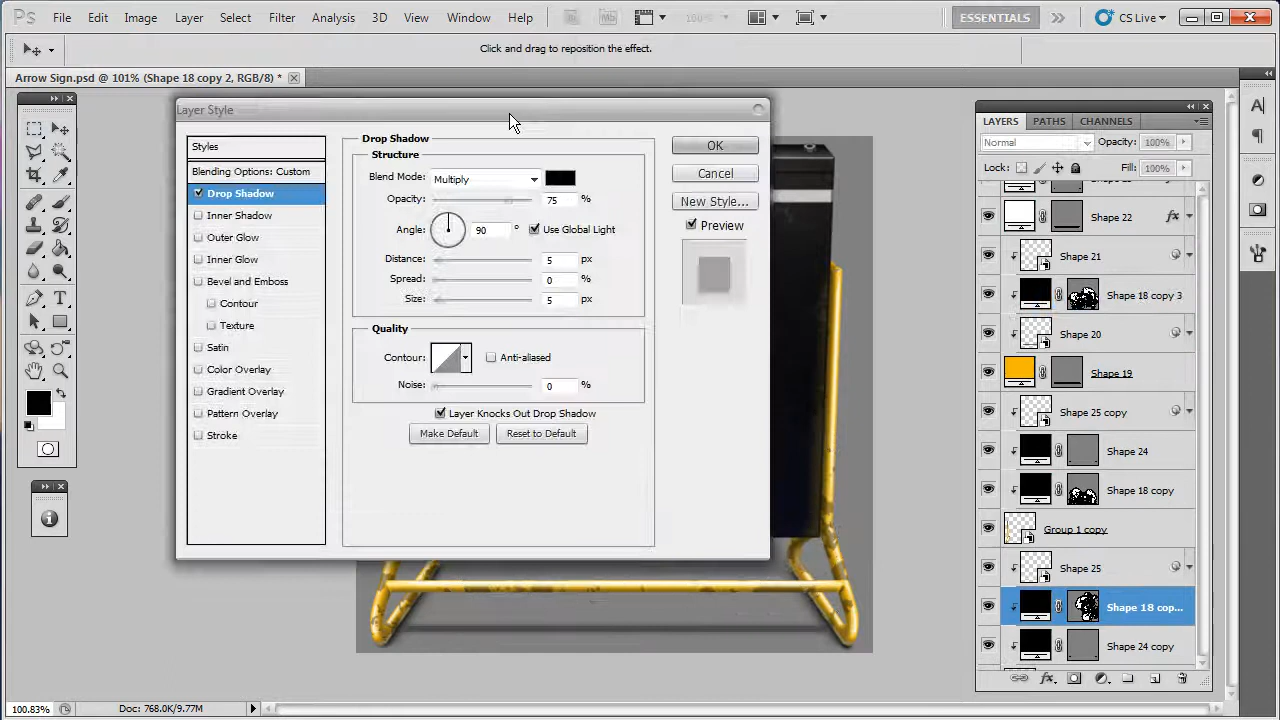 Ps File Edit Image Layer Select Filter Analysis 3D View Window Help Br Mb 100% ESSENTIALS CS Live
Click and drag to reposition the effect.
Arrow Sign.psd @ 101% (Shape 18 copy 2, RGB/8) *
Layer Style
Styles
Blending Options: Custom
Drop Shadow
Inner Shadow
Outer Glow
Inner Glow
Bevel and Emboss
Contour
Texture
Satin
Color Overlay
Gradient Overlay
Pattern Overlay
Stroke
Drop Shadow
Structure
Blend Mode: Multiply
Opacity: 75 %
Angle: 90 ° Use Global Light
Distance: 5 px
Spread: 0 %
Size: 5 px
Quality
Contour: Anti-aliased
Noise: 0 %
Layer Knocks Out Drop Shadow
Make Default Reset to Default
OK
Cancel
New Style...
Preview
LAYERS PATHS CHANNELS
Normal Opacity: 100%
Lock: Fill: 100%
Shape 22 fx
Shape 21
Shape 18 copy 3
Shape 20
Shape 19
Shape 25 copy
Shape 24
Shape 18 copy
Group 1 copy
Shape 25
Shape 18 cop...
Shape 24 copy
fx
100.83% Doc: 768.0K/9.77M